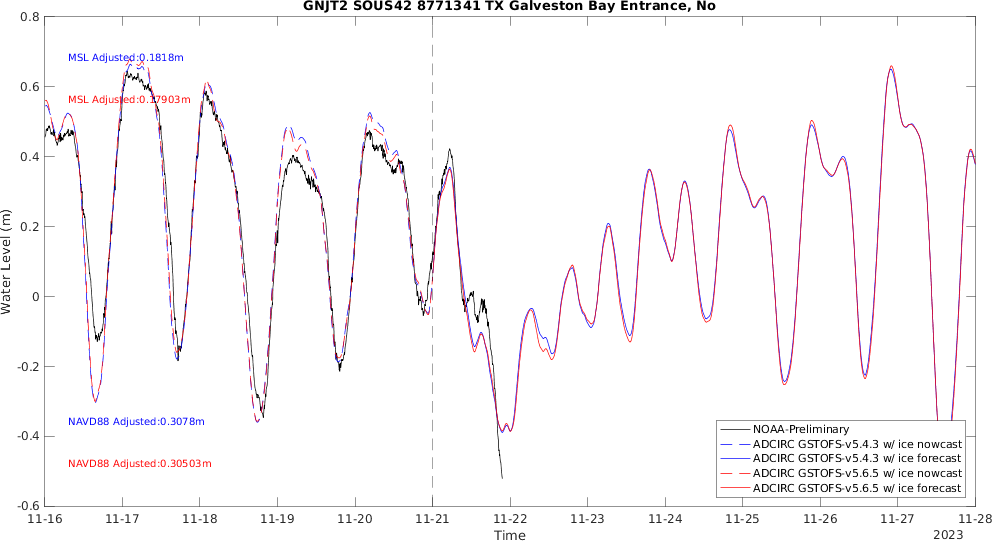 GNJT2 SOUS42 8771341 TX Galveston Bay Entrance, No
0.8
0.6
0.4
0.2
0
-0.2
-0.4
-0.6
Water Level (m)
MSL Adjusted:0.1818m
MSL Adjusted:0.17903m
NAVD88 Adjusted:0.3078m
NAVD88 Adjusted:0.30503m
NOAA-Preliminary
ADCIRC GSTOFS-v5.4.3 w/ ice nowcast
ADCIRC GSTOFS-v5.4.3 w/ ice forecast
ADCIRC GSTOFS-v5.6.5 w/ ice nowcast
ADCIRC GSTOFS-v5.6.5 w/ ice forecast
11-16 11-17 11-18 11-19 11-20 11-21 11-22 11-23 11-24 11-25 11-26 11-27 11-28
Time
2023